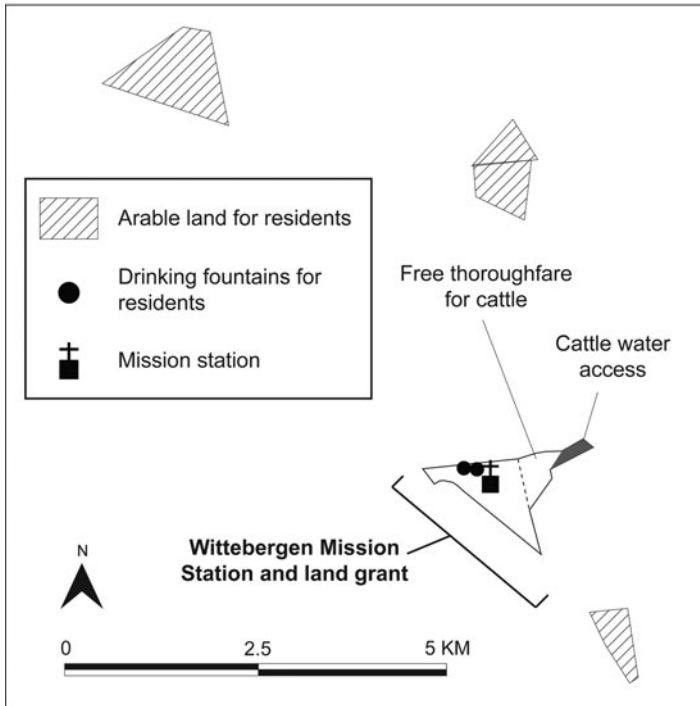 Arable land for residents
Drinking fountains for
residents
Mission station
Free thoroughfare
for cattle
Cattle water
access
Wittebergen Mission
Station and land grant
N
0 2.5 5 KM